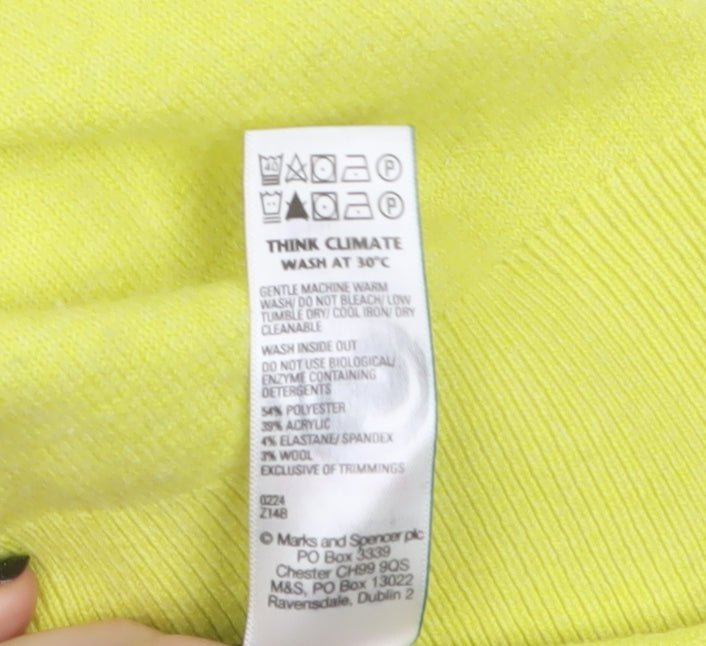 40 P
P
THINK CLIMATE
WASH AT 30°C
GENTLE MACHINE WARM
WASH/ DO NOT BLEACH/ LOW
TUMBLE DRY/ COOL IRON/ DRY
CLEANABLE
WASH INSIDE OUT
DO NOT USE BIOLOGICAL/
ENZYME CONTAINING
DETERGENTS
54% POLYESTER
39% ACRYLIC
4% ELASTANE/ SPANDEX
3% WOOL
EXCLUSIVE OF TRIMMINGS
0224
Z14B
© Marks and Spencer plc
PO Box 3339
Chester CH99 9QS
M&S, PO Box 13022
Ravensdale, Dublin 2